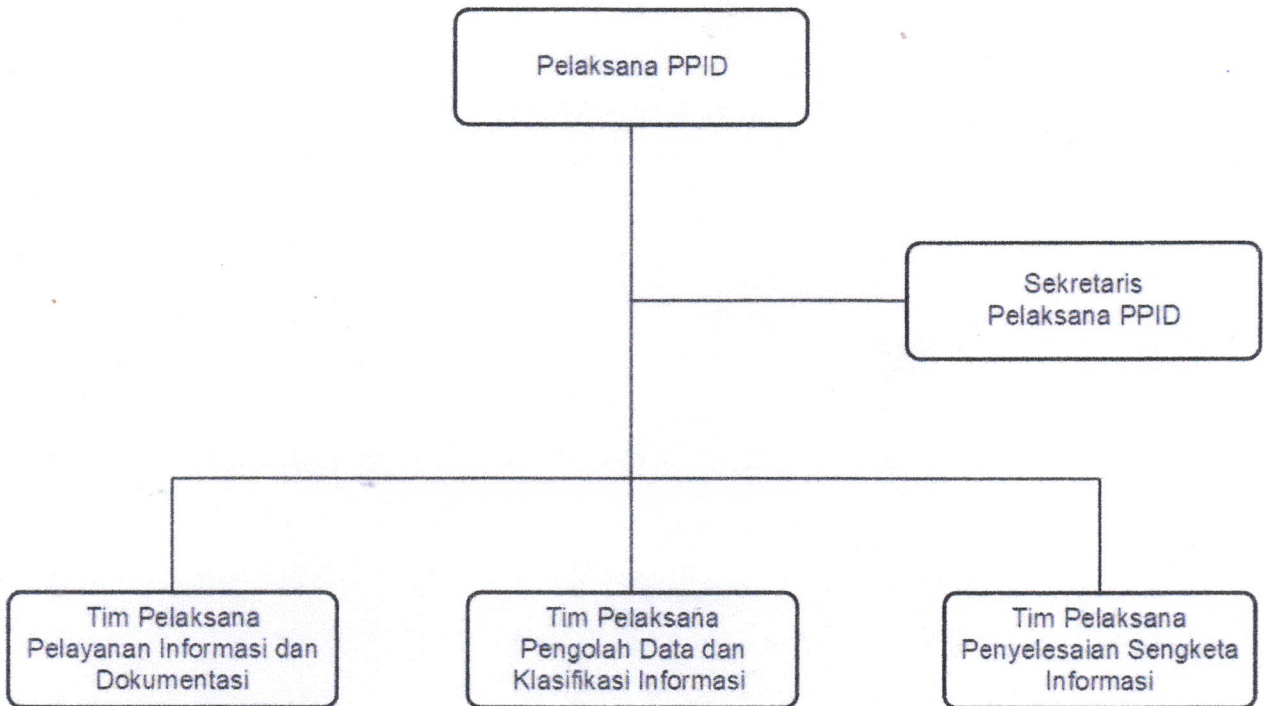 Pelaksana PPID
Sekretaris
Pelaksana PPID
Tim Pelaksana
Pelayanan Informasi dan
Dokumentasi
Tim Pelaksana
Pengolah Data dan
Klasifikasi Informasi
Tim Pelaksana
Penyelesaian Sengketa
Informasi